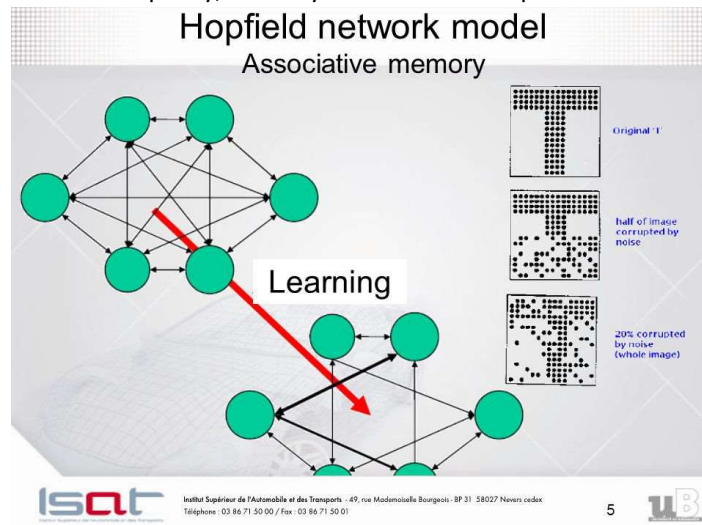 Hopfield network model
Associative memory
Original 'T'
half of image
corrupted by
noise
Learning
20% corrupted
by noise
(whole image)
Isat
Institut Supérieur de l'Automobile et des Transports - 49, rue Mademoiselle Bourgeois - BP 31 58027 Nevers cedex
Téléphone : 03 86 71 50 00 / Fax : 03 86 71 50 01
5
uB